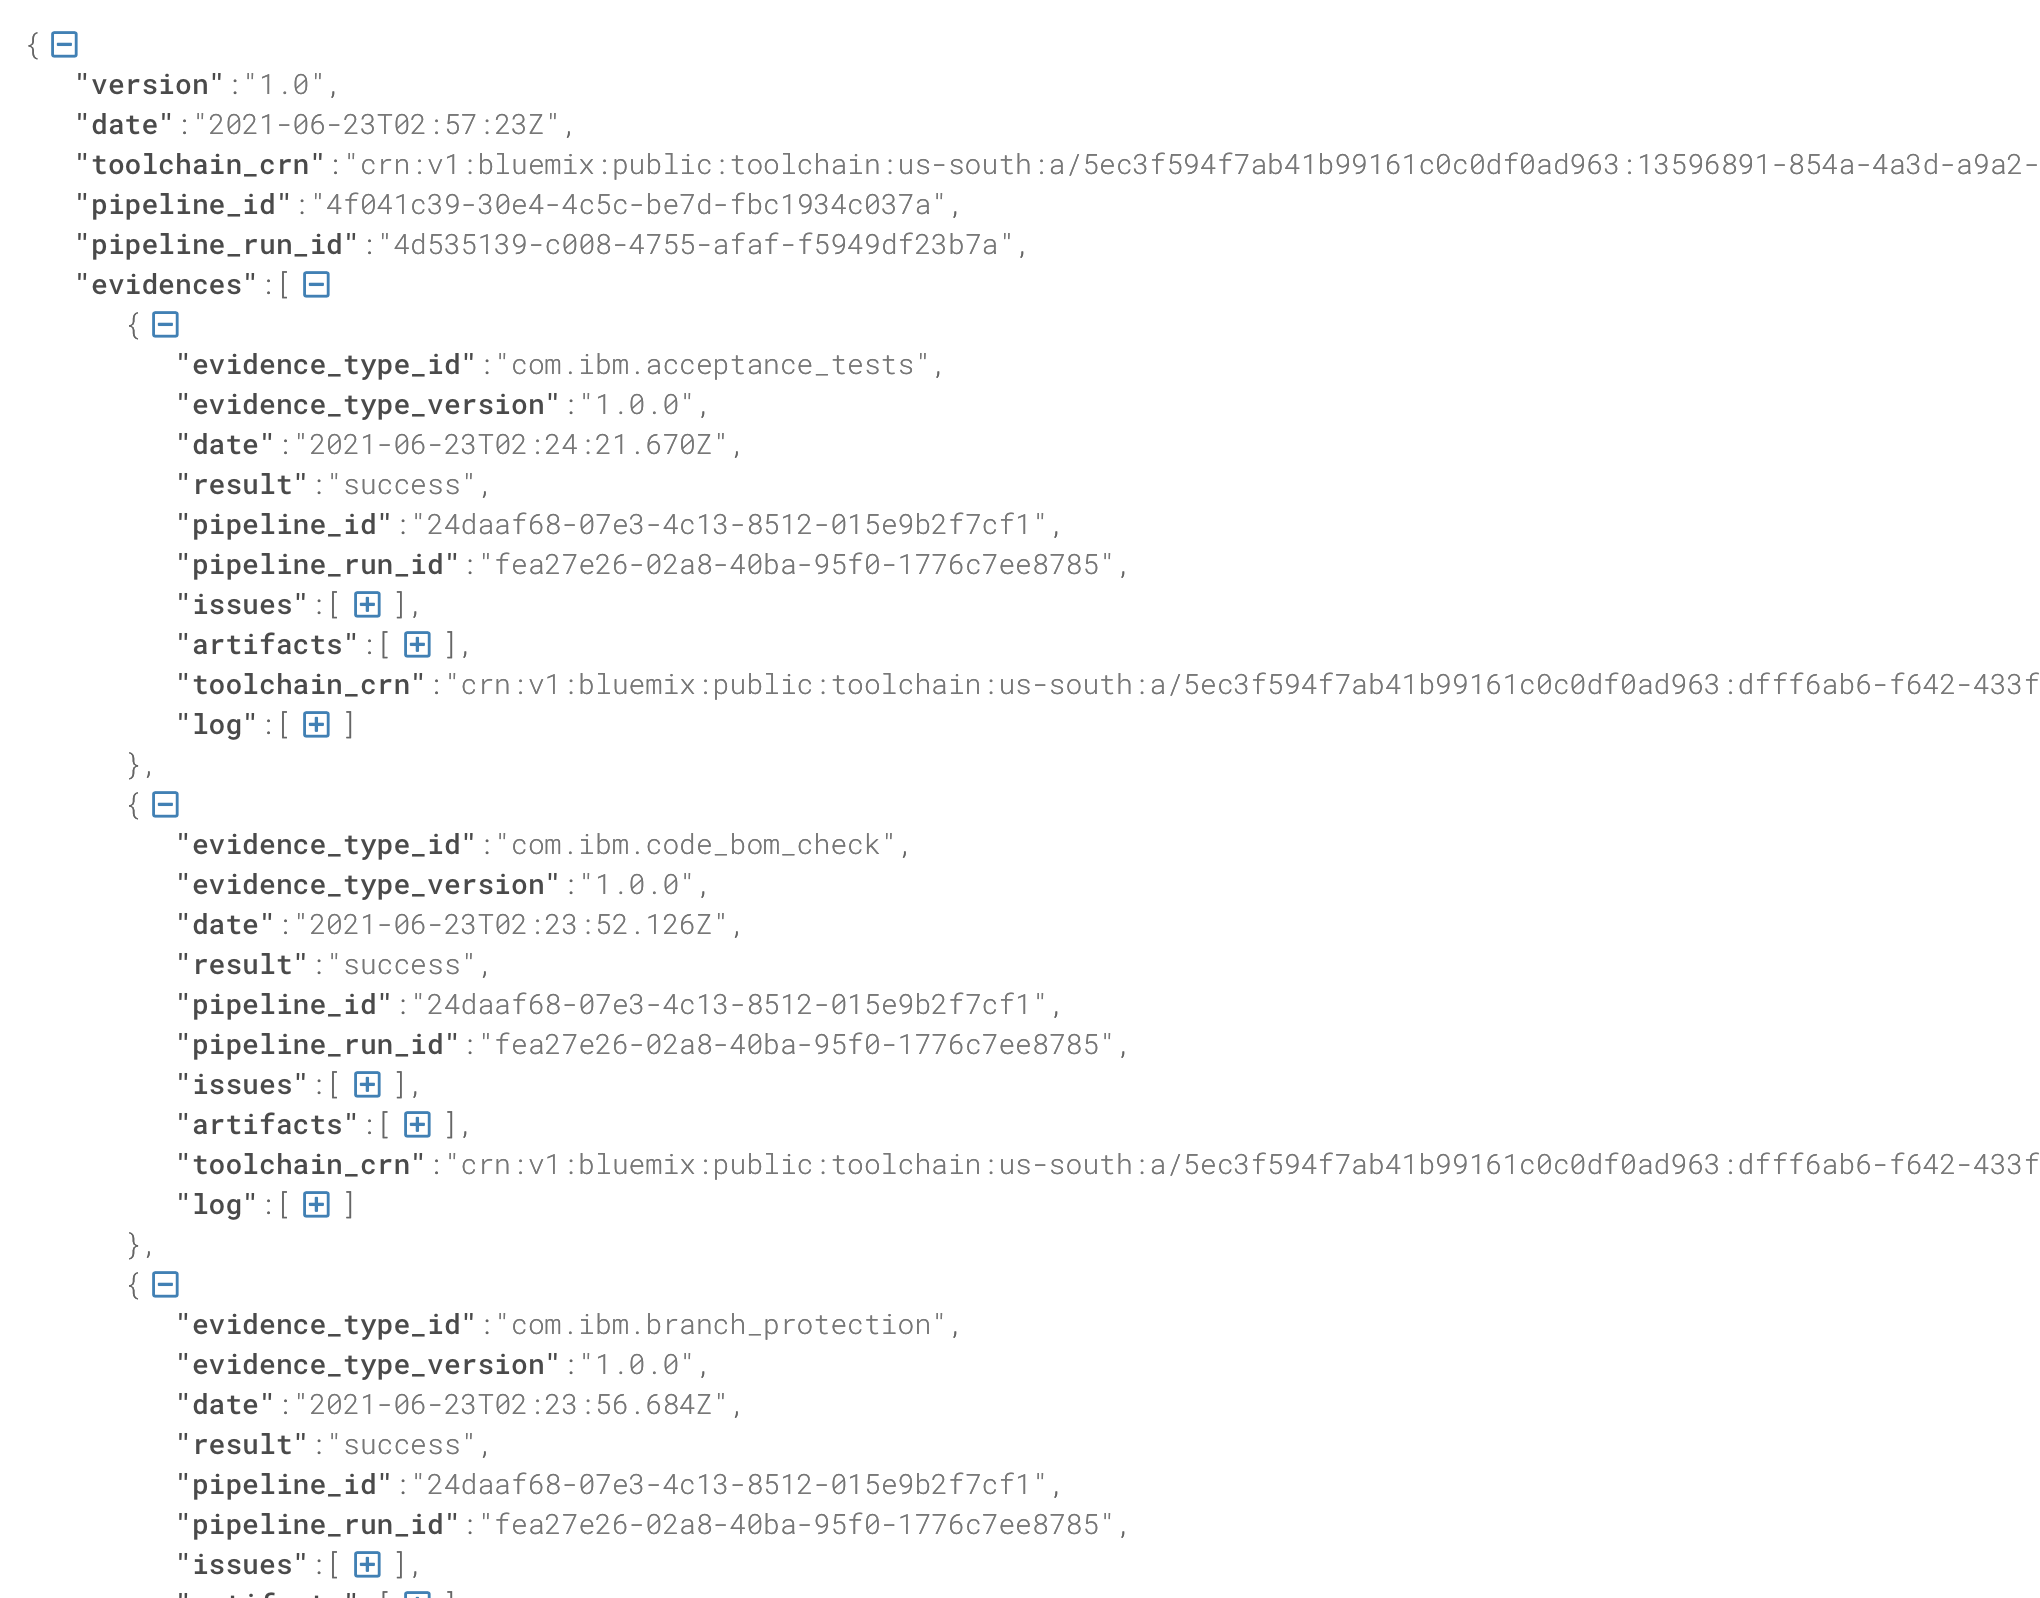 {
"version":"1.0",
"date":"2021-06-23T02:57:23Z",
"toolchain_crn":"crn:v1:bluemix:public:toolchain:us-south:a/5ec3f594f7ab41b99161c0c0df0ad963:13596891-854a-4a3d-a9a2-
"pipeline_id":"4f041c39-30e4-4c5c-be7d-fbc1934c037a",
"pipeline_run_id":"4d535139-c008-4755-afaf-f5949df23b7a",
"evidences":[
{
"evidence_type_id":"com.ibm.acceptance_tests",
"evidence_type_version":"1.0.0",
"date":"2021-06-23T02:24:21.670Z",
"result":"success",
"pipeline_id":"24daaf68-07e3-4c13-8512-015e9b2f7cf1",
"pipeline_run_id":"fea27e26-02a8-40ba-95f0-1776c7ee8785",
"issues":[ ],
"artifacts":[ ],
"toolchain_crn":"crn:v1:bluemix:public:toolchain:us-south:a/5ec3f594f7ab41b99161c0c0df0ad963:dfff6ab6-f642-433f
"log":[ ]
},
{
"evidence_type_id":"com.ibm.code_bom_check",
"evidence_type_version":"1.0.0",
"date":"2021-06-23T02:23:52.126Z",
"result":"success",
"pipeline_id":"24daaf68-07e3-4c13-8512-015e9b2f7cf1",
"pipeline_run_id":"fea27e26-02a8-40ba-95f0-1776c7ee8785",
"issues":[ ],
"artifacts":[ ],
"toolchain_crn":"crn:v1:bluemix:public:toolchain:us-south:a/5ec3f594f7ab41b99161c0c0df0ad963:dfff6ab6-f642-433f
"log":[ ]
},
{
"evidence_type_id":"com.ibm.branch_protection",
"evidence_type_version":"1.0.0",
"date":"2021-06-23T02:23:56.684Z",
"result":"success",
"pipeline_id":"24daaf68-07e3-4c13-8512-015e9b2f7cf1",
"pipeline_run_id":"fea27e26-02a8-40ba-95f0-1776c7ee8785",
"issues":[ ],